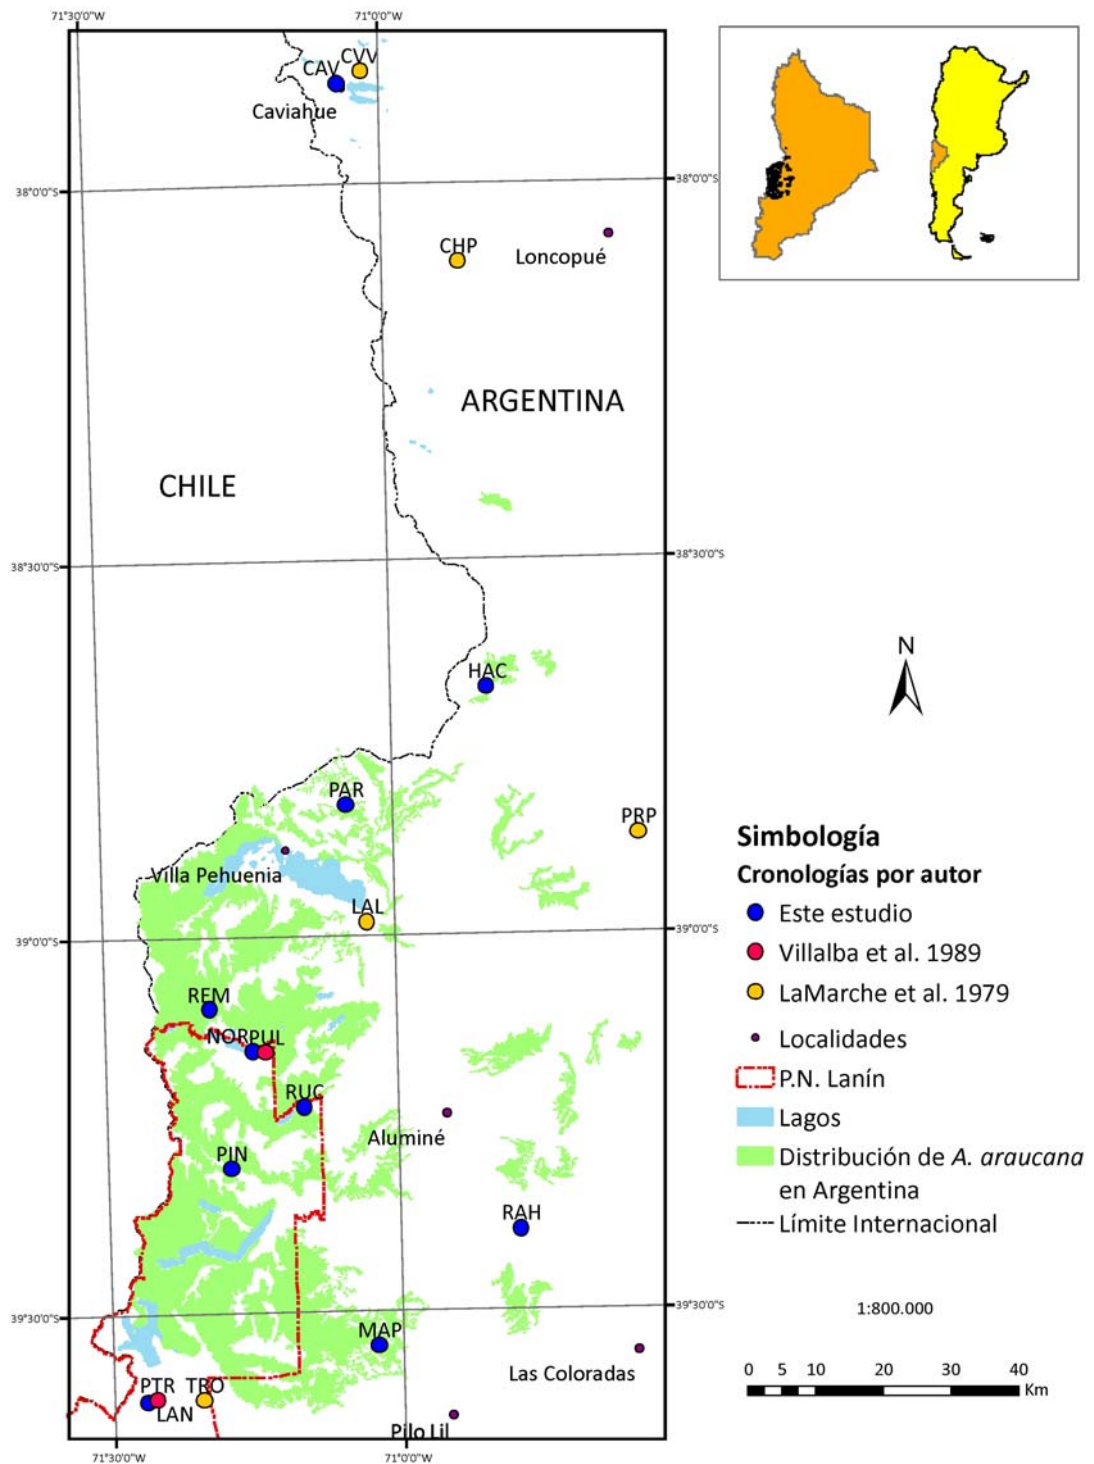 71°30'0"W
71°0'0"W
CAV
CVV
Caviahue
38°0'0"S
38°0'0"S
CHP
Loncopué
ARGENTINA
CHILE
38°30'0"S
38°30'0"S
HAC
N
PAR
PRP
Villa Pehuenia
LAL
39°0'0"S
39°0'0"S
REM
NOR
PUL
RUC
Aluminé
PIN
RAH
39°30'0"S
39°30'0"S
MAP
Las Coloradas
PTR
TRO
LAN
Pilo Lil
71°30'0"W
71°0'0"W
Simbología
Cronologías por autor
Este estudio
Villalba et al. 1989
LaMarche et al. 1979
Localidades
P.N. Lanín
Lagos
Distribución de A. araucana
en Argentina
Límite Internacional
1:800.000
0 5 10 20 30 40
Km